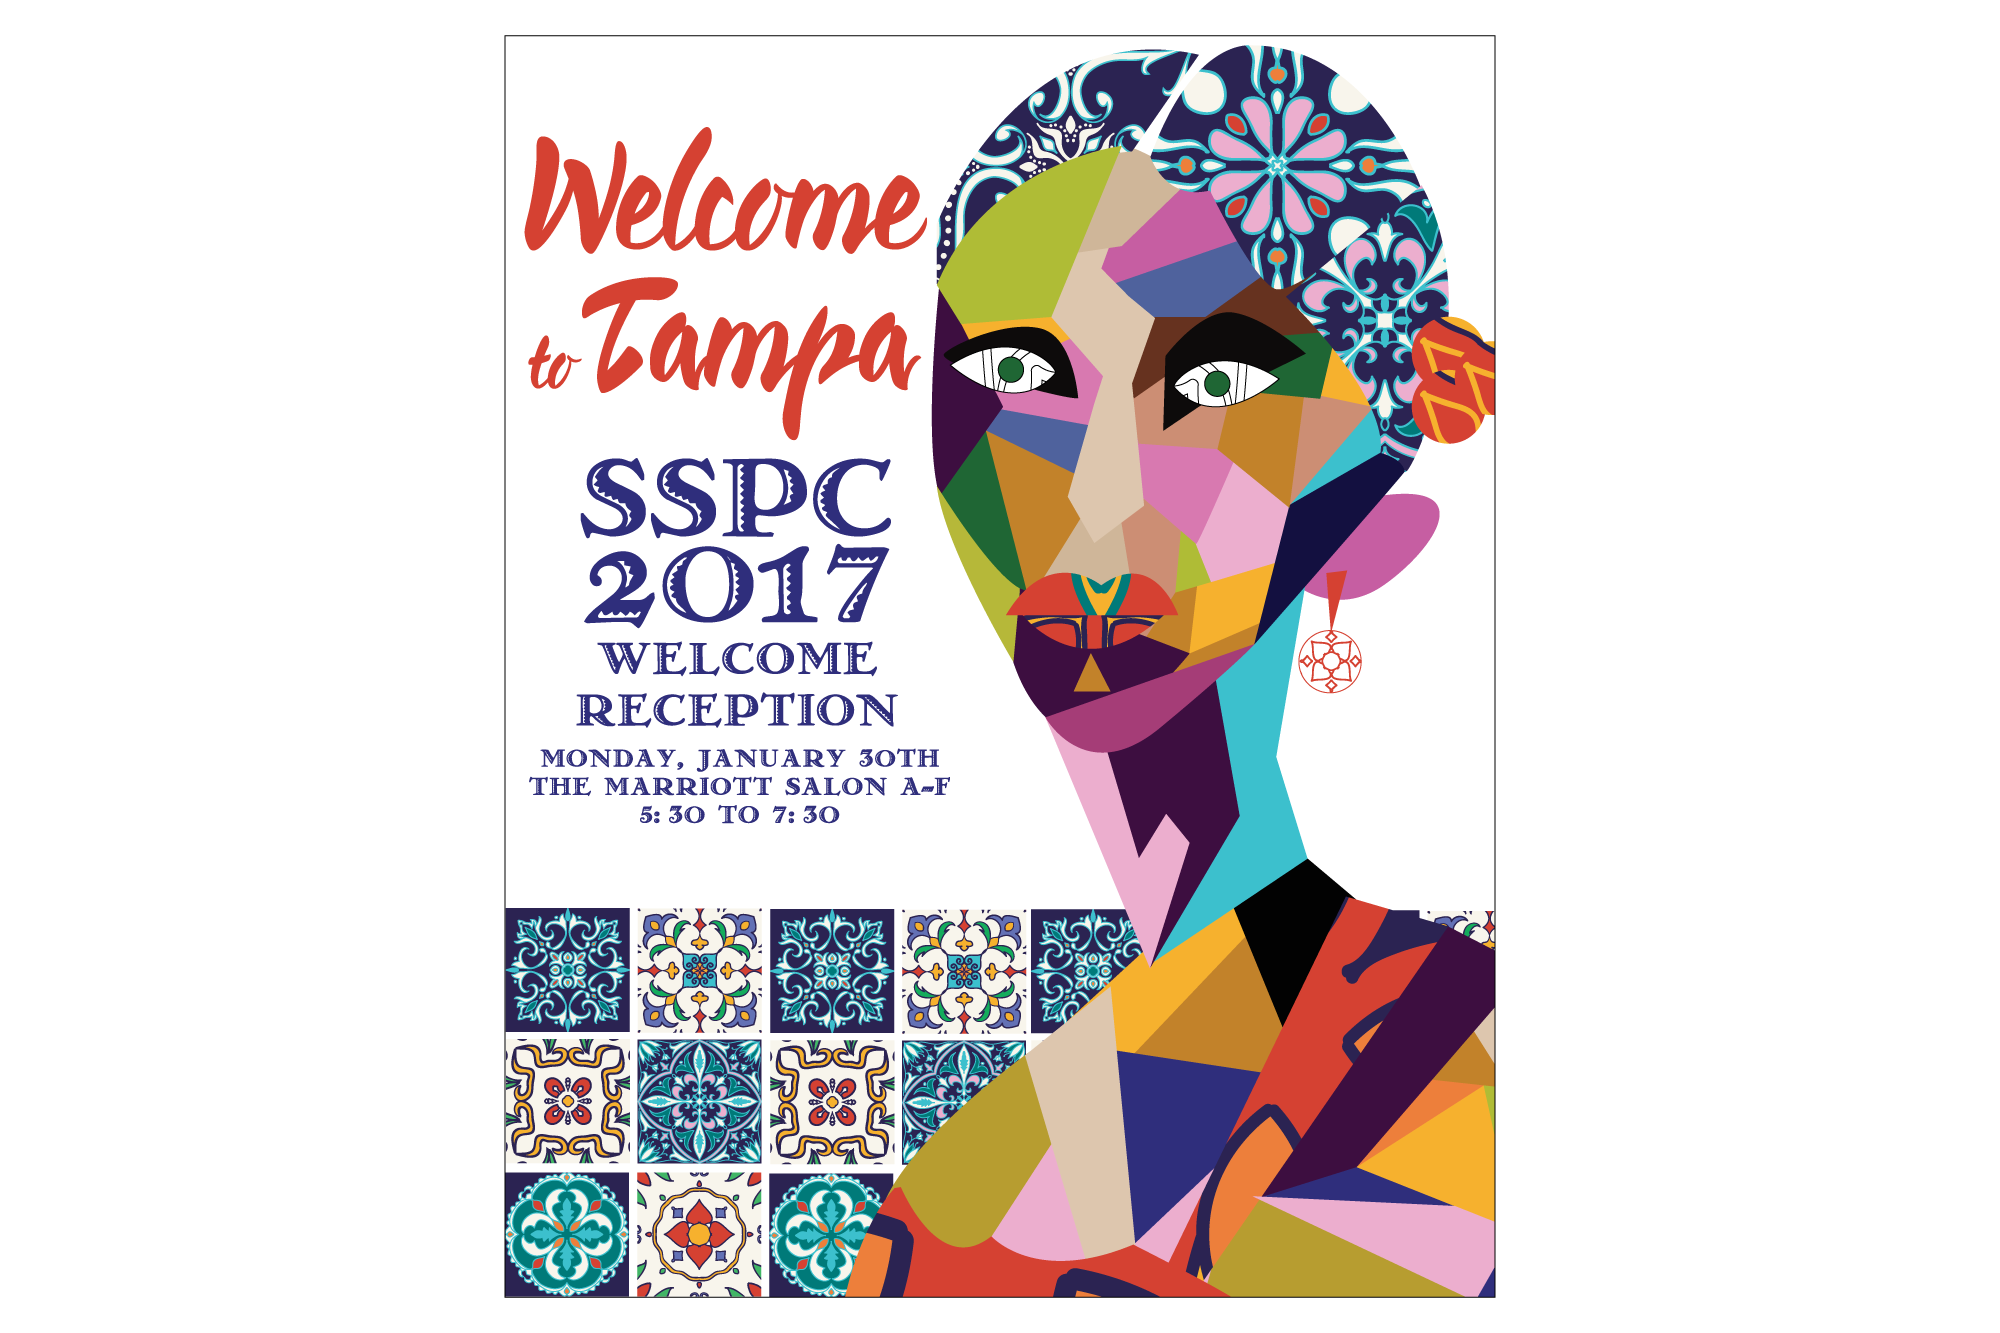 Welcome
to Tampa
SSPC
2017
WELCOME
RECEPTION
MONDAY, JANUARY 30TH
THE MARRIOTT SALON A-F
5:30 TO 7:30